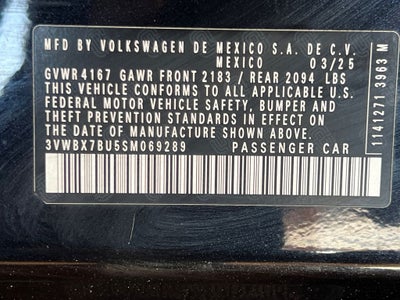 MFD BY VOLKSWAGEN DE MEXICO S.A. DE C.V.
MEXICO 03/25
GVWR 4167 GAWR FRONT 2183 / REAR 2094 LBS
THIS VEHICLE CONFORMS TO ALL APPLICABLE U.S.
FEDERAL MOTOR VEHICLE SAFETY, BUMPER AND
THEFT PREVENTION STANDARDS IN EFFECT ON THE
DATE OF MANUFACTURE SHOWN ABOVE.
3VWBX7BU5SM069289 PASSENGER CAR
11411271 3963 M